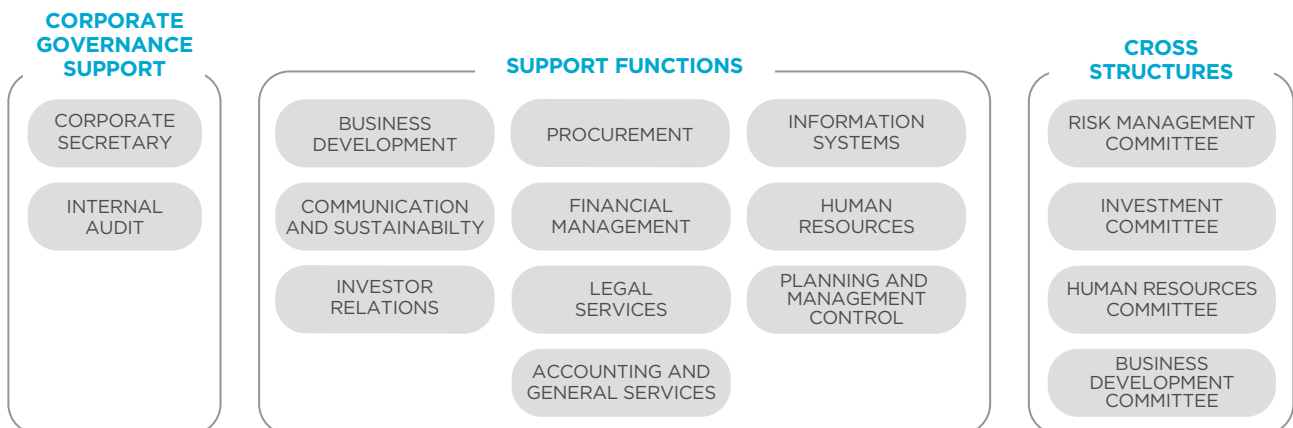 CORPORATE
GOVERNANCE
SUPPORT
CORPORATE
SECRETARY
INTERNAL
AUDIT
SUPPORT FUNCTIONS
BUSINESS
DEVELOPMENT
PROCUREMENT
INFORMATION
SYSTEMS
COMMUNICATION
AND SUSTAINABILTY
FINANCIAL
MANAGEMENT
HUMAN
RESOURCES
INVESTOR
RELATIONS
LEGAL
SERVICES
PLANNING AND
MANAGEMENT
CONTROL
ACCOUNTING AND
GENERAL SERVICES
CROSS
STRUCTURES
RISK MANAGEMENT
COMMITTEE
INVESTMENT
COMMITTEE
HUMAN RESOURCES
COMMITTEE
BUSINESS
DEVELOPMENT
COMMITTEE